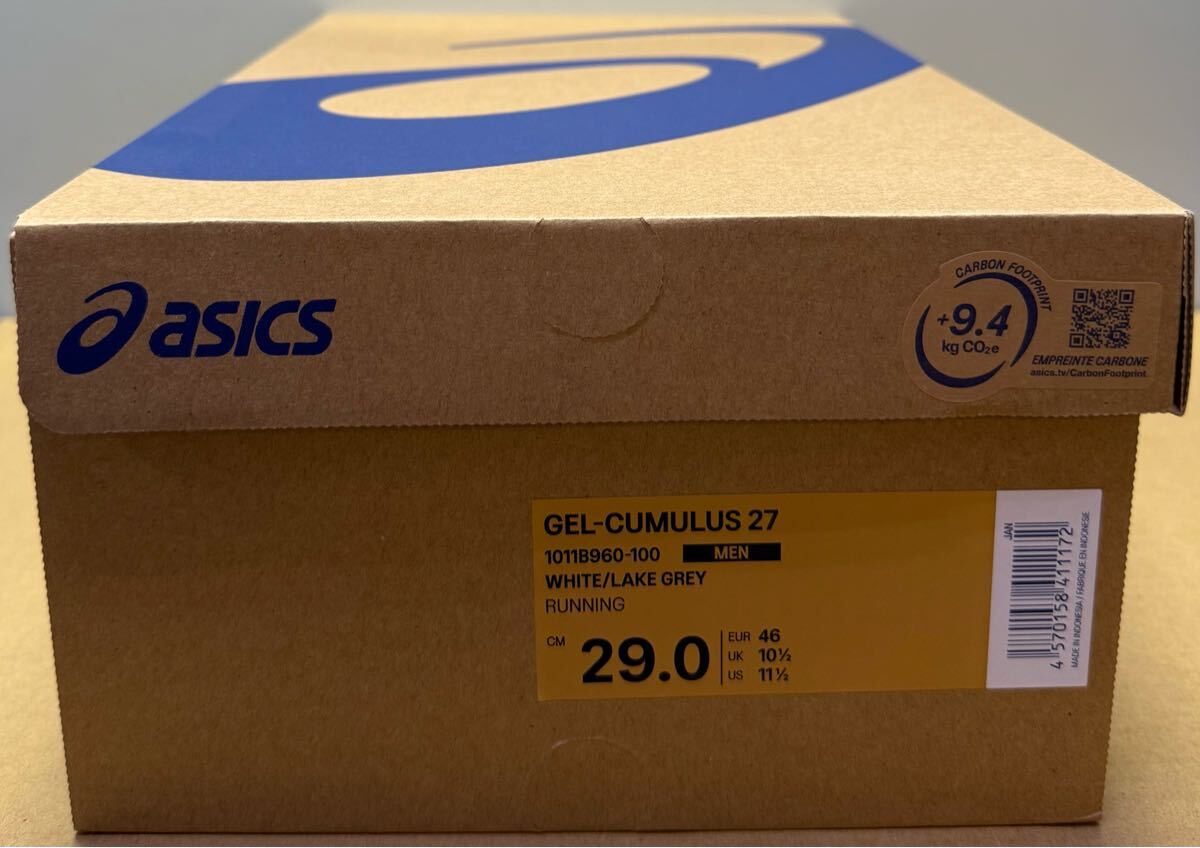 asics
CARBON FOOTPRINT
+9.4
kg CO₂e
EMPREINTE CARBONE
asics.tv/CarbonFootprint
GEL-CUMULUS 27
1011B960-100 MEN
WHITE/LAKE GREY
RUNNING
CM 29.0
EUR 46
UK 10½
US 11½
JAN
4 570158 411172
MADE IN INDONESIA / FABRIQUE EN INDONESIE